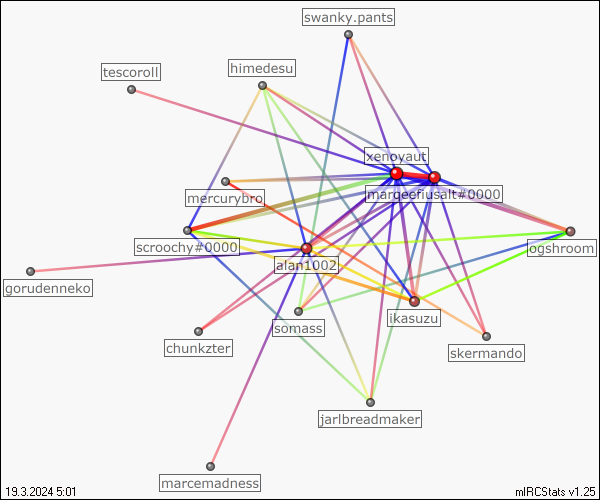 swanky.pants
tescoroll
himedesu
xenoyaut
mercurybro
margeefiusalt#0000
scroochy#0000
ogshroom
alan1002
gorudenneko
ikasuzu
somass
chunkzter
skermando
jarlbreadmaker
marcemadness
19.3.2024 5:01
mIRCStats v1.25